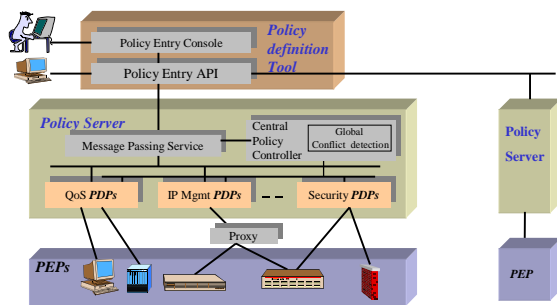 Policy Entry Console
Policy
definition
Tool
Policy Entry API
Policy Server
Message Passing Service
Central
Policy
Controller
Global
Conflict detection
Policy
Server
QoS PDPs
IP Mgmt PDPs
Security PDPs
Proxy
PEPs
PEP